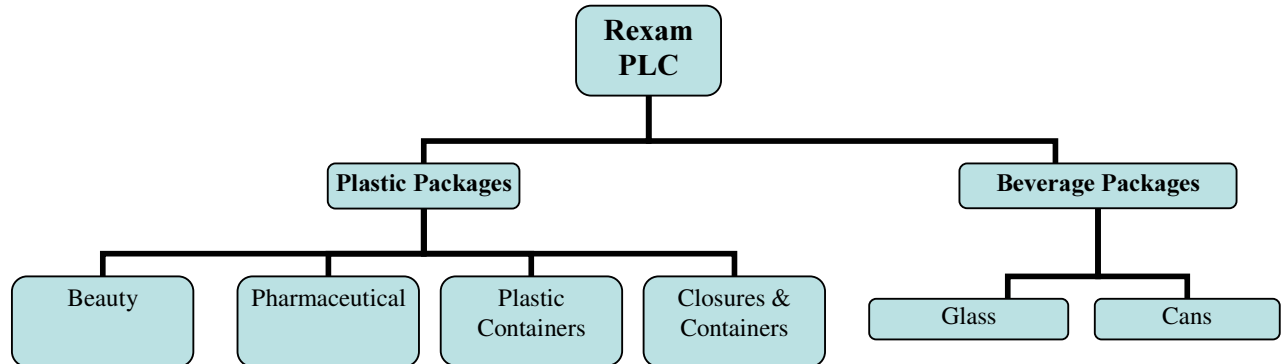 Rexam
PLC
Plastic Packages
Beverage Packages
Beauty
Pharmaceutical
Plastic
Containers
Closures &
Containers
Glass
Cans